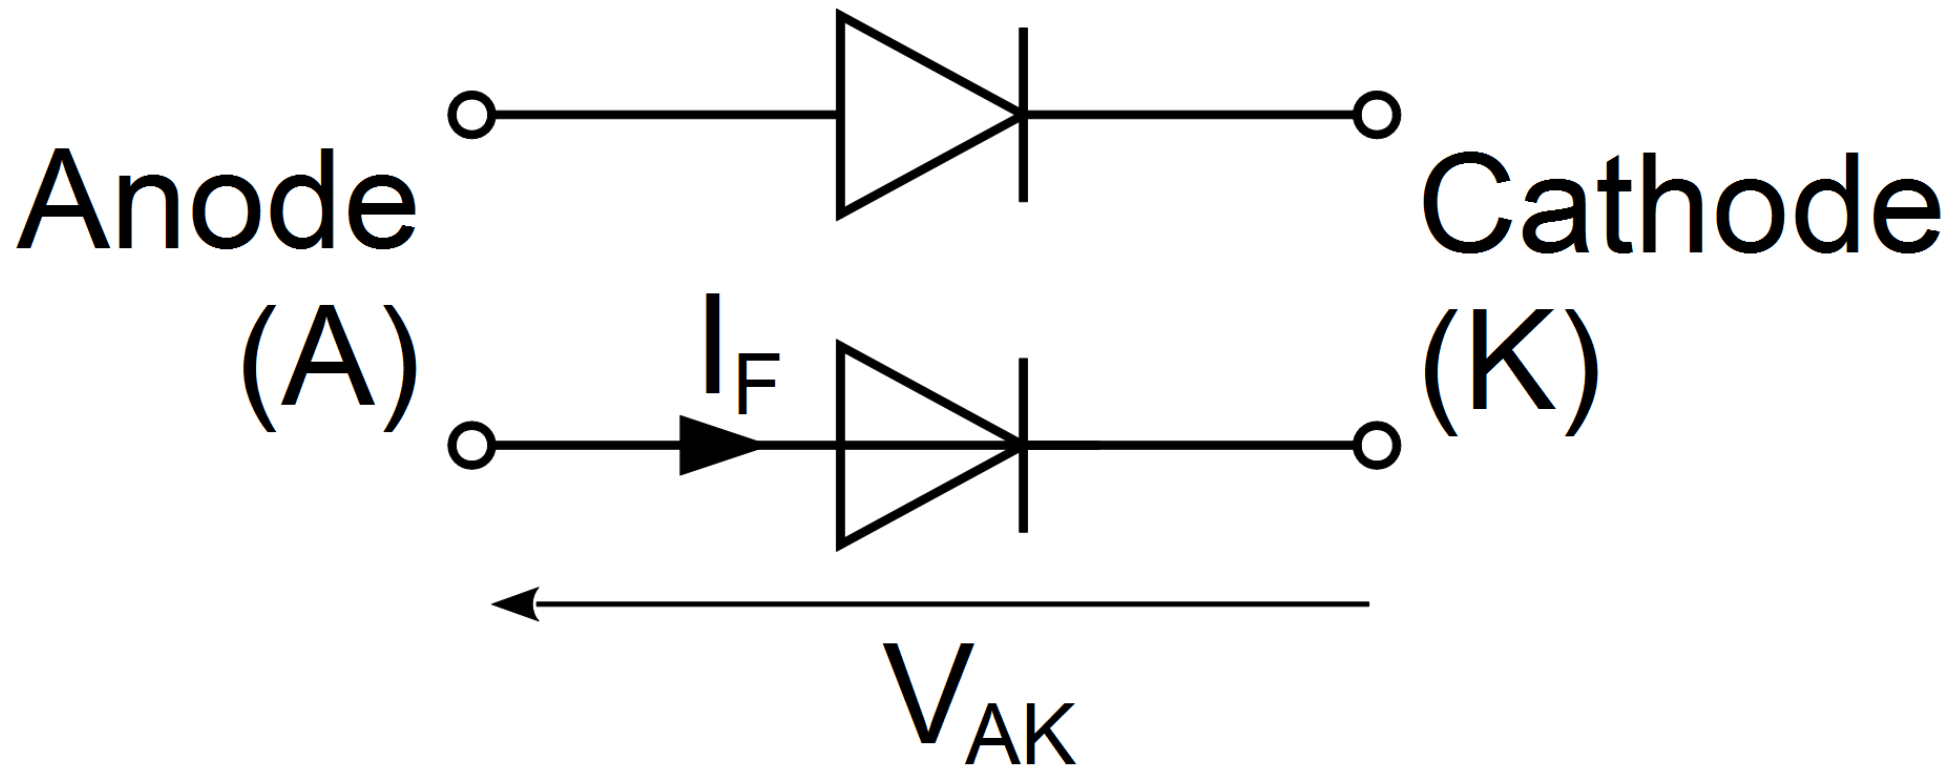 Anode
(A)
Cathode
(K)
IF
VAK